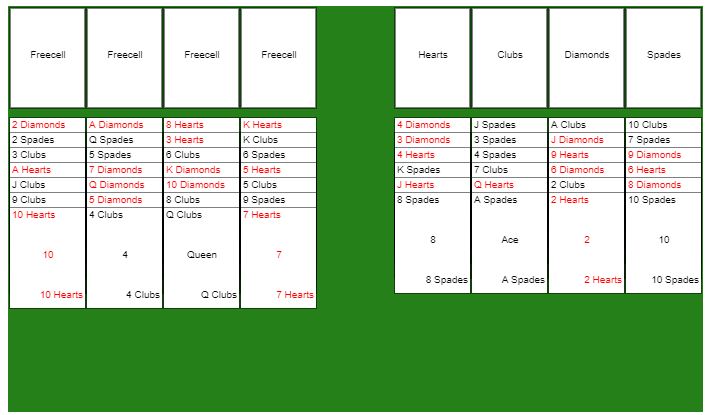 Freecell Freecell Freecell Freecell Hearts Clubs Diamonds Spades
2 Diamonds A Diamonds 8 Hearts K Hearts 4 Diamonds J Spades A Clubs 10 Clubs
2 Spades Q Spades 3 Hearts K Clubs 3 Diamonds 3 Spades J Diamonds 7 Spades
3 Clubs 5 Spades 6 Clubs 6 Spades 4 Hearts 4 Spades 9 Hearts 9 Diamonds
A Hearts 7 Diamonds K Diamonds 5 Hearts K Spades 7 Clubs 6 Diamonds 6 Hearts
J Clubs Q Diamonds 10 Diamonds 5 Clubs J Hearts Q Hearts 2 Clubs 8 Diamonds
9 Clubs 5 Diamonds 8 Clubs 9 Spades 8 Spades A Spades 2 Hearts 10 Spades
10 Hearts 4 Clubs Q Clubs 7 Hearts
8 Ace 2 10
10 4 Queen 7
8 Spades A Spades 2 Hearts 10 Spades
10 Hearts 4 Clubs Q Clubs 7 Hearts